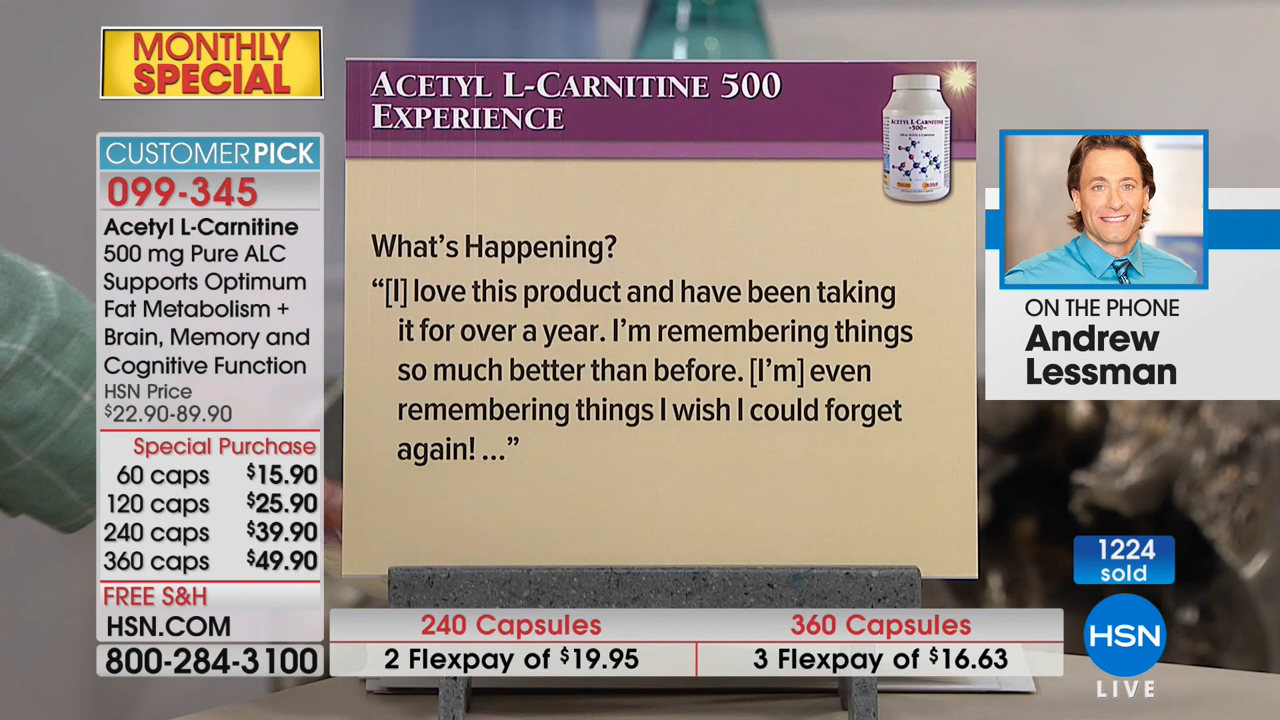 MONTHLY
SPECIAL
CUSTOMER PICK
099-345
Acetyl L-Carnitine
500 mg Pure ALC
Supports Optimum
Fat Metabolism +
Brain, Memory and
Cognitive Function
HSN Price
$22.90-89.90
Special Purchase
60 caps $15.90
120 caps $25.90
240 caps $39.90
360 caps $49.90
FREE S&H
HSN.COM
800-284-3100
ACETYL L-CARNITINE 500
EXPERIENCE
ACETYL L-CARNITINE
-500-
What's Happening?
“[I] love this product and have been taking
it for over a year. I'm remembering things
so much better than before. [I'm] even
remembering things I wish I could forget
again! ...”
240 Capsules
2 Flexpay of $19.95
360 Capsules
3 Flexpay of $16.63
ON THE PHONE
Andrew
Lessman
1224
sold
HSN
LIVE